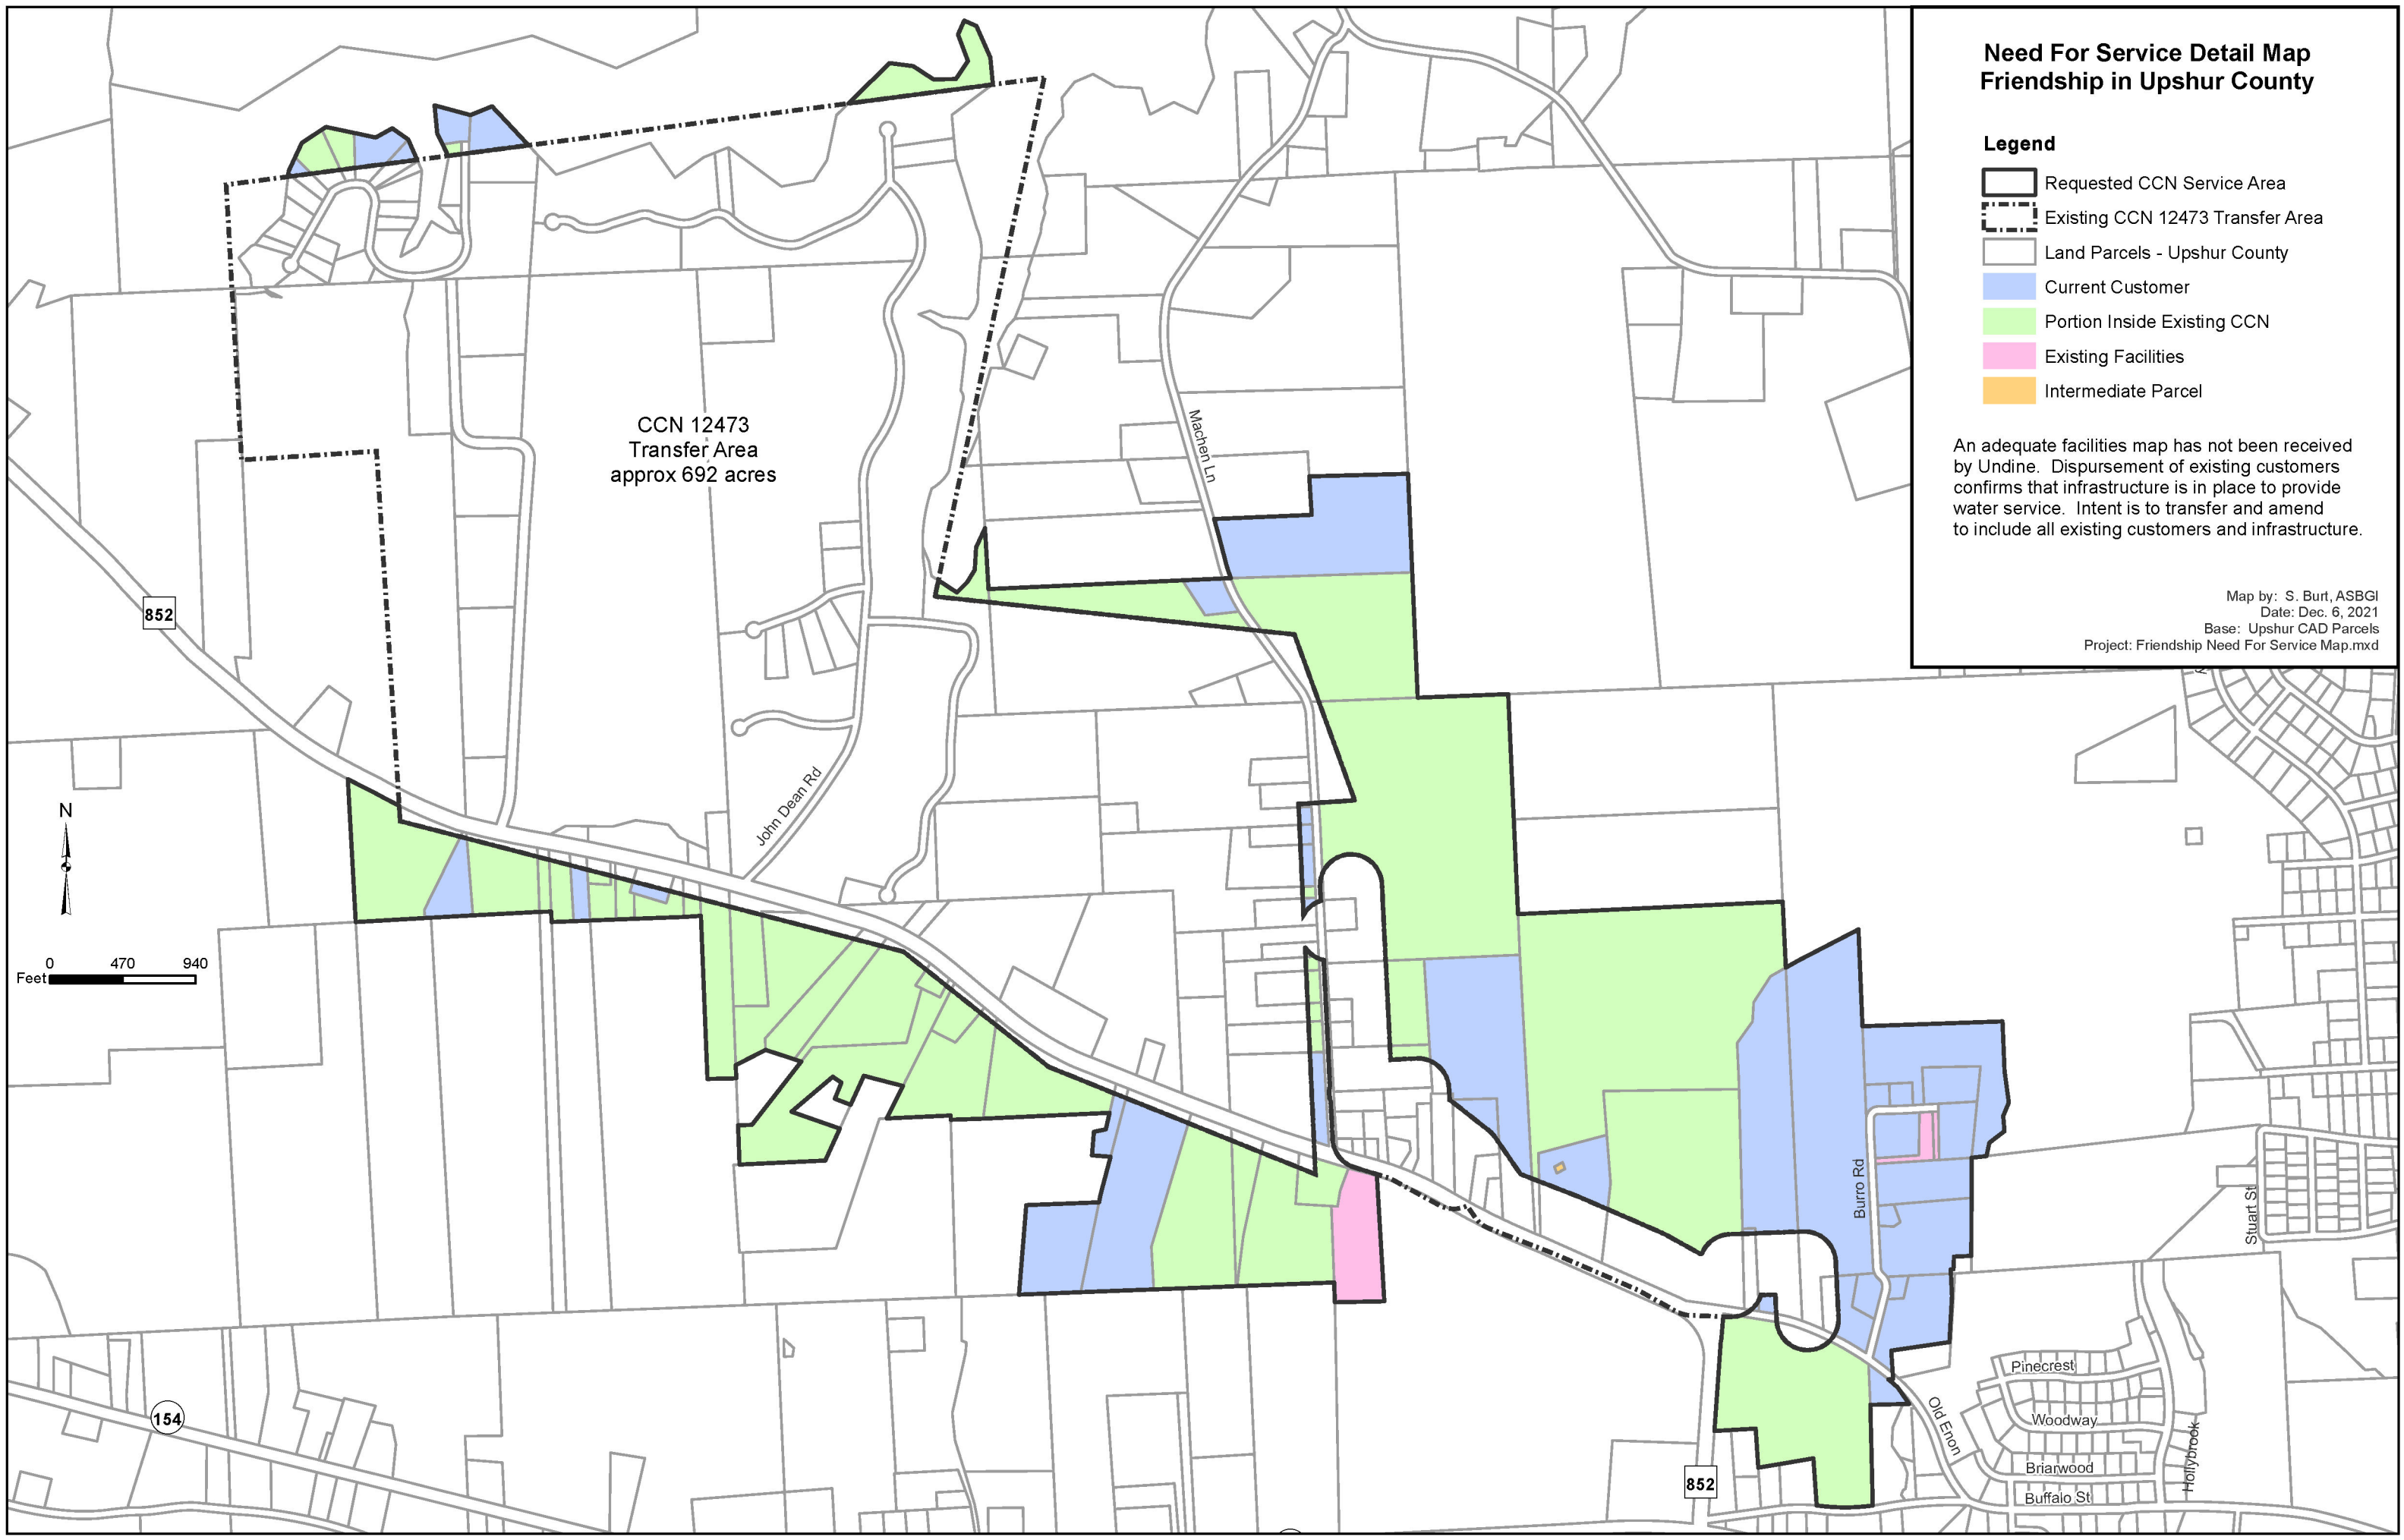 Need For Service Detail Map
Friendship in Upshur County
Legend
Requested CCN Service Area
Existing CCN 12473 Transfer Area
Land Parcels - Upshur County
Current Customer
Portion Inside Existing CCN
Existing Facilities
Intermediate Parcel
An adequate facilities map has not been received
by Undine. Dispursement of existing customers
confirms that infrastructure is in place to provide
water service. Intent is to transfer and amend
to include all existing customers and infrastructure.
Map by: S. Burt, ASBGI
Date: Dec. 6, 2021
Base: Upshur CAD Parcels
Project: Friendship Need For Service Map.mxd
CCN 12473
Transfer Area
approx 692 acres
Machen Ln
852
John Dean Rd
N
0 470 940
Feet
Burro Rd
Stuart St
Pinecrest
Woodway
Old Enon
Hollybrook
Briarwood
Buffalo St
852
154